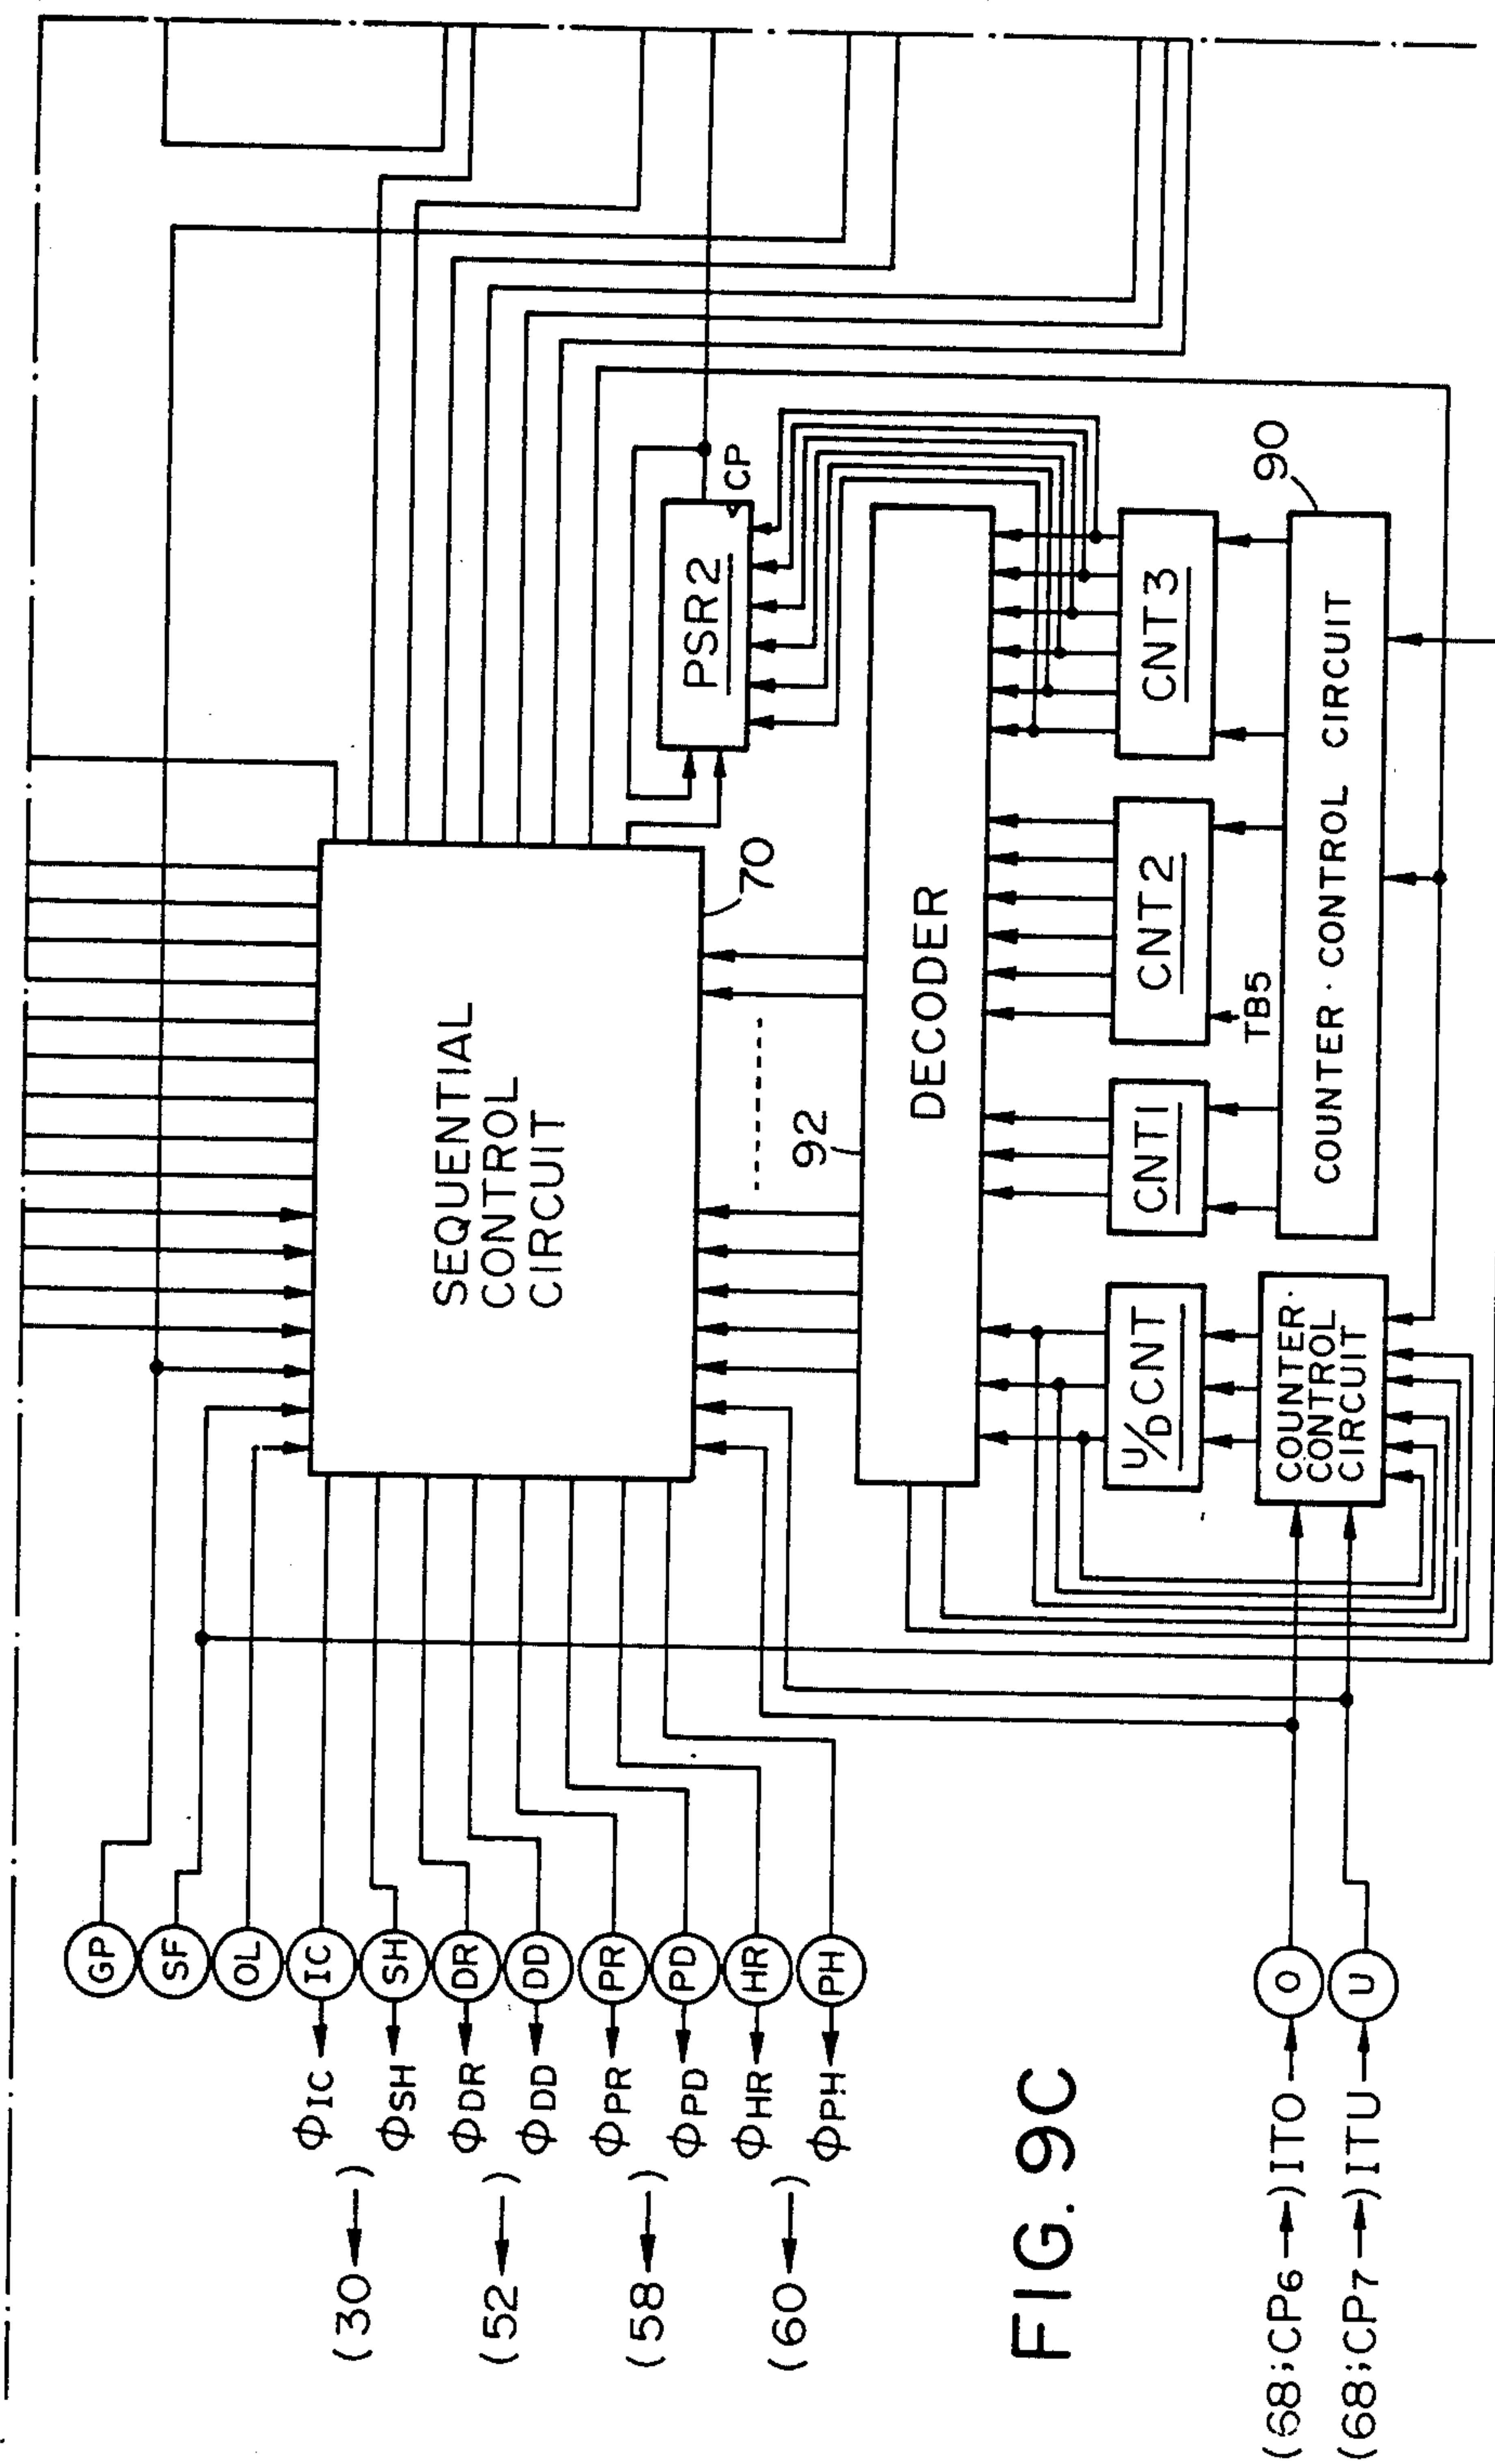 GP
SF
OL
IC
SH
DR
DD
PR
PD
HR
PH
ΦIC
ΦSH
ΦDR
ΦDD
ΦPR
ΦPD
ΦHR
ΦPH
(30←)
(52←)
(58←)
(60←)
SEQUENTIAL
CONTROL
CIRCUIT
70
PSR2
CP
92
DECODER
U/D CNT
CNT1
CNT2
CNT3
TB5
COUNTER·
CONTROL
CIRCUIT
COUNTER·CONTROL CIRCUIT
90
O
U
(68;CP6→)ITO
(68;CP7→)ITU
FIG. 9C